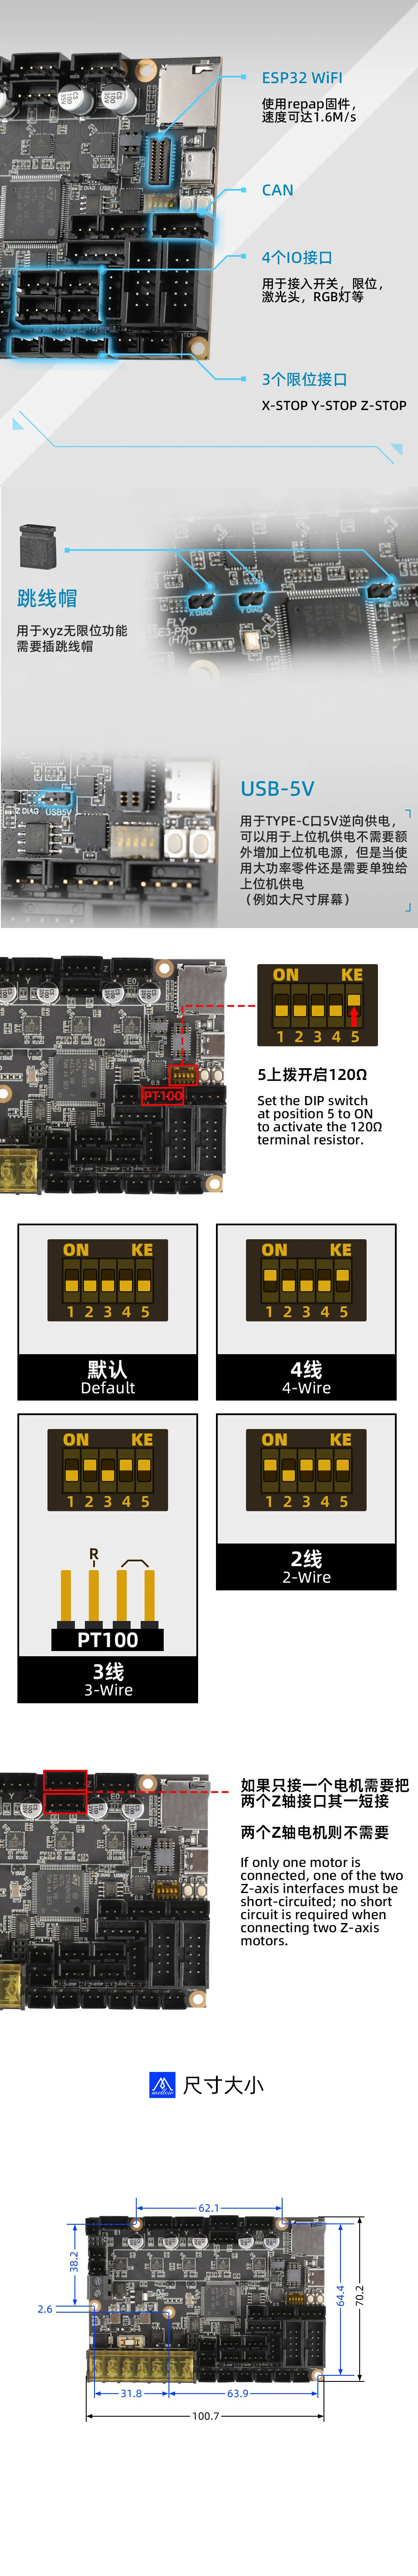 ESP32 WiFI
使用repap固件，
速度可达1.6M/s
CAN
4个IO接口
用于接入开关，限位，
激光头，RGB灯等
3个限位接口
X-STOP Y-STOP Z-STOP
跳线帽
用于xyz无限位功能
需要插跳线帽
X DIAG
Y DIAG
Z DIAG
FLY
E3-PRO
(H7)
Z DIAG
USB5V
USB-5V
用于TYPE-C口5V逆向供电，
可以用于上位机供电不需要额
外增加上位机电源，但是当使
用大功率零件还是需要单独给
上位机供电
（例如大尺寸屏幕）
Y
Z
E0
PT-100
ON KE
1 2 3 4 5
5上拨开启120Ω
Set the DIP switch
at position 5 to ON
to activate the 120Ω
terminal resistor.
ON KE
1 2 3 4 5
默认
Default
ON KE
1 2 3 4 5
4线
4-Wire
ON KE
1 2 3 4 5
R
PT100
3线
3-Wire
ON KE
1 2 3 4 5
2线
2-Wire
Y
Z
E0
如果只接一个电机需要把
两个Z轴接口其一短接
两个Z轴电机则不需要
If only one motor is
connected, one of the two
Z-axis interfaces must be
short-circuited; no short
circuit is required when
connecting two Z-axis
motors.
mellow
尺寸大小
62.1
38.2
2.6
64.4
70.2
31.8
63.9
100.7